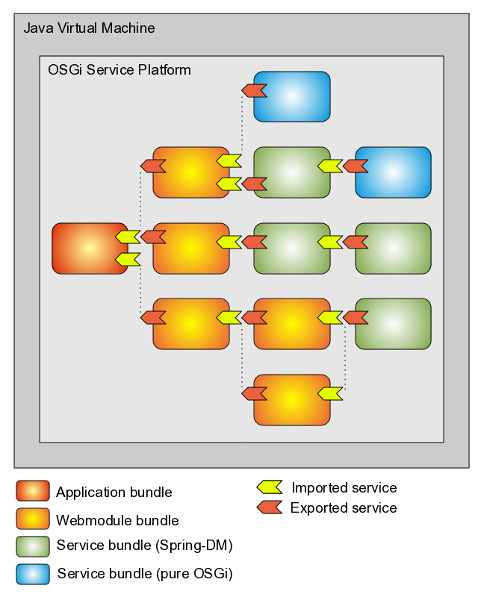 Java Virtual Machine
OSGi Service Platform
Application bundle
Webmodule bundle
Service bundle (Spring-DM)
Service bundle (pure OSGi)
Imported service
Exported service